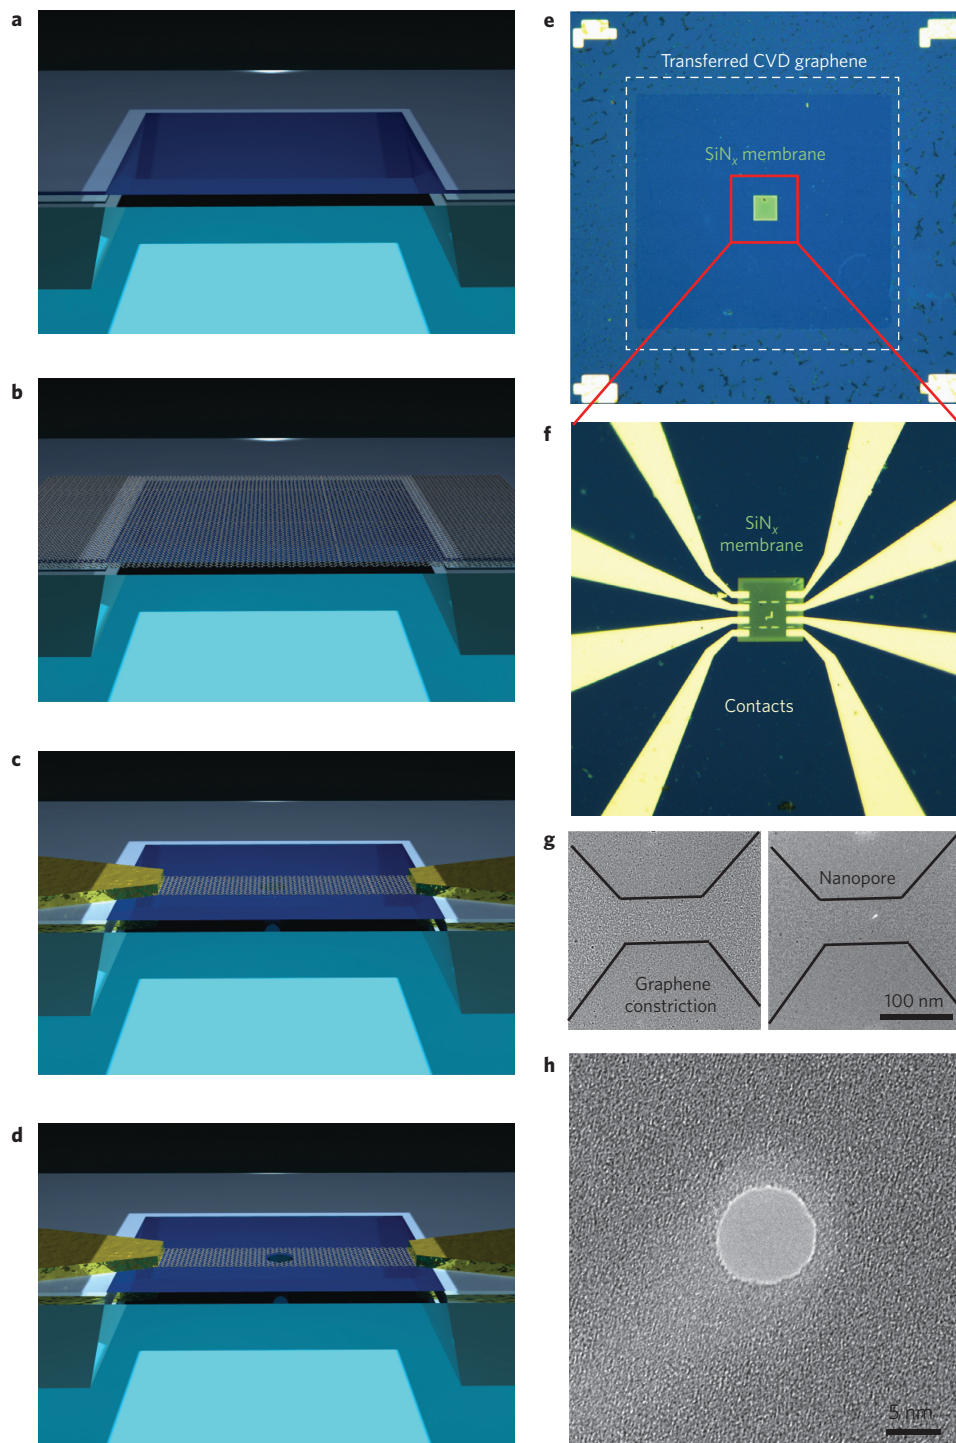 a
b
c
d
e
Transferred CVD graphene
SiNₓ membrane
f
SiNₓ
membrane
Contacts
g
Graphene
constriction
Nanopore
100 nm
h
5 nm